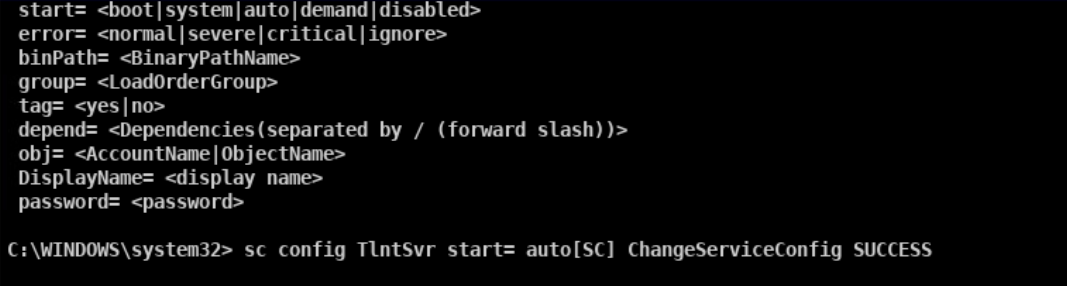 start= <boot|system|auto|demand|disabled>
error= <normal|severe|critical|ignore>
binPath= <BinaryPathName>
group= <LoadOrderGroup>
tag= <yes|no>
depend= <Dependencies(separated by / (forward slash))>
obj= <AccountName|ObjectName>
DisplayName= <display name>
password= <password>
C:\WINDOWS\system32> sc config TlntSvr start= auto[SC] ChangeServiceConfig SUCCESS